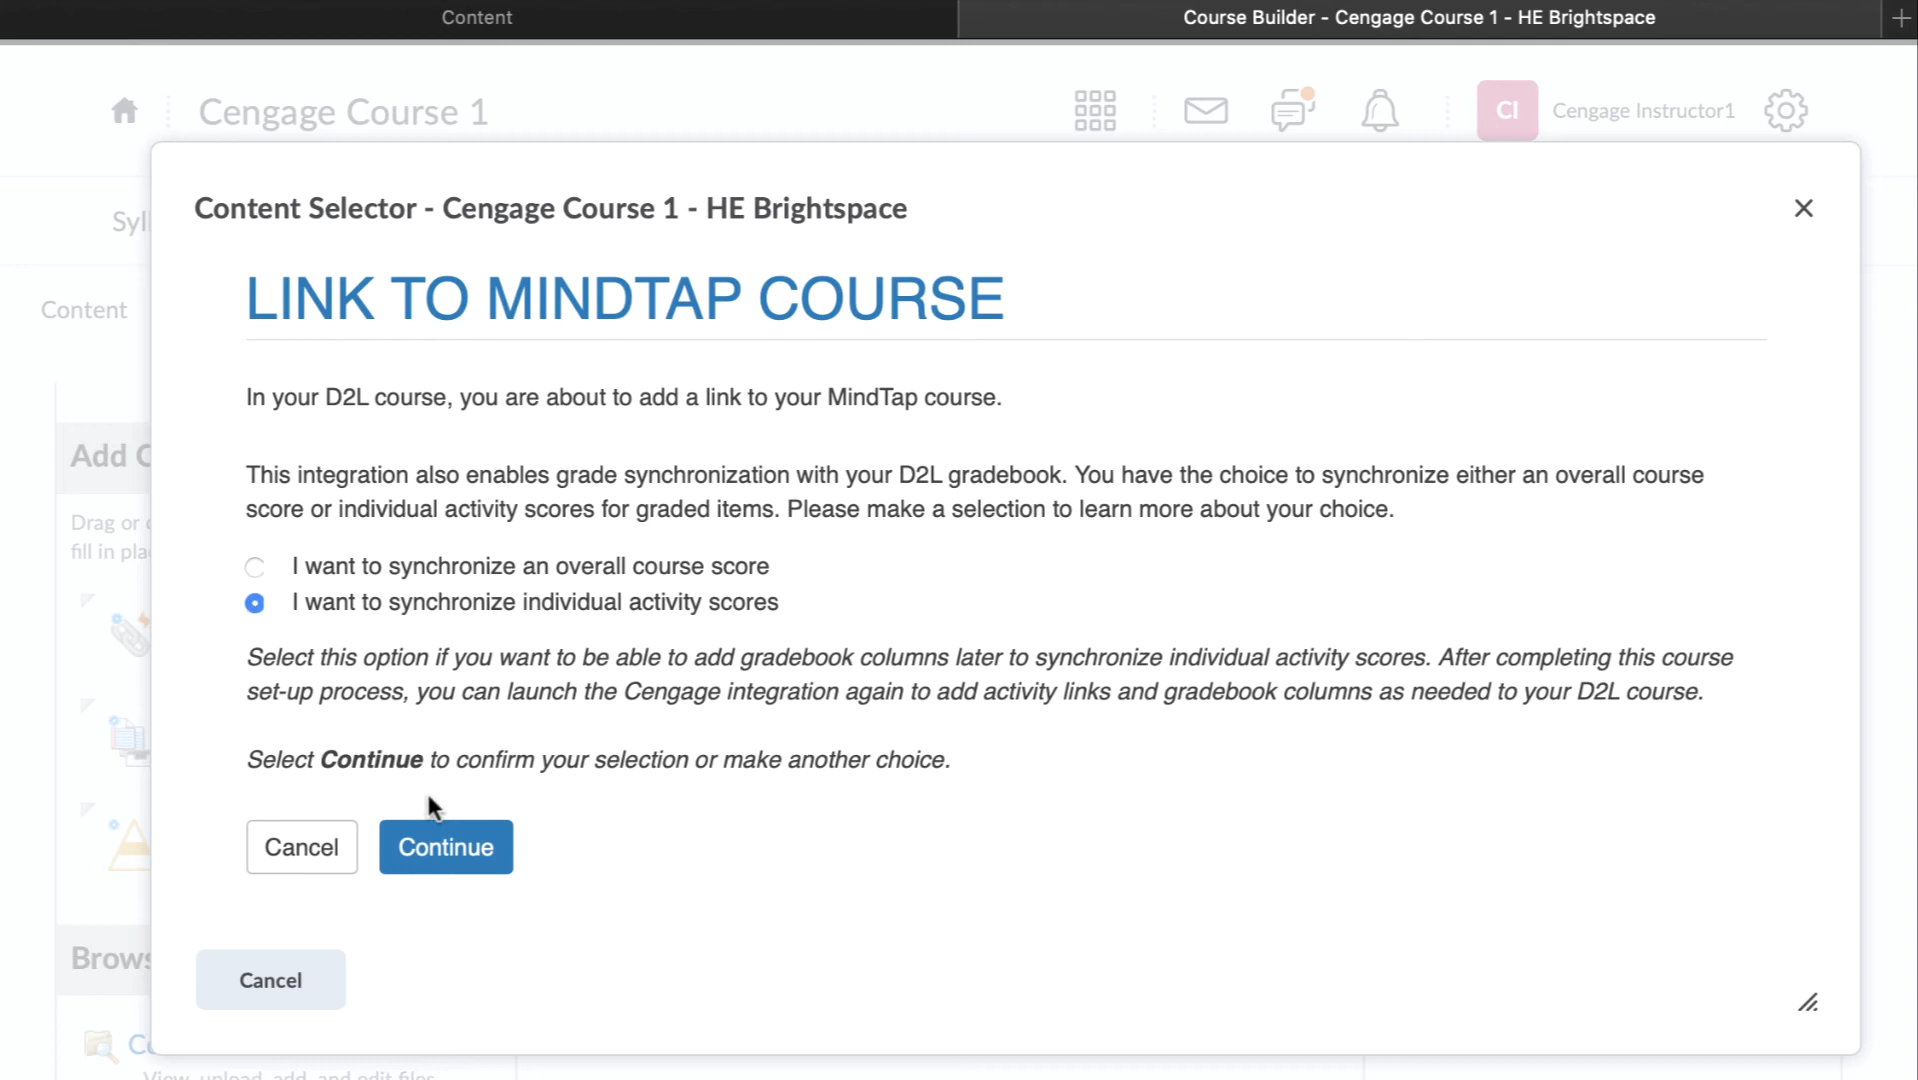 Content
Course Builder - Cengage Course 1 - HE Brightspace
Cengage Course 1
CI
Cengage Instructor1
Content Selector - Cengage Course 1 - HE Brightspace
LINK TO MINDTAP COURSE
Content
In your D2L course, you are about to add a link to your MindTap course.
Add
This integration also enables grade synchronization with your D2L gradebook. You have the choice to synchronize either an overall course
score or individual activity scores for graded items. Please make a selection to learn more about your choice.
Drag or
fill in
I want to synchronize an overall course score
I want to synchronize individual activity scores
Select this option if you want to be able to add gradebook columns later to synchronize individual activity scores. After completing this course
set-up process, you can launch the Cengage integration again to add activity links and gradebook columns as needed to your D2L course.
Select Continue to confirm your selection or make another choice.
Cancel
Continue
Cancel
View, upload, add, and edit files